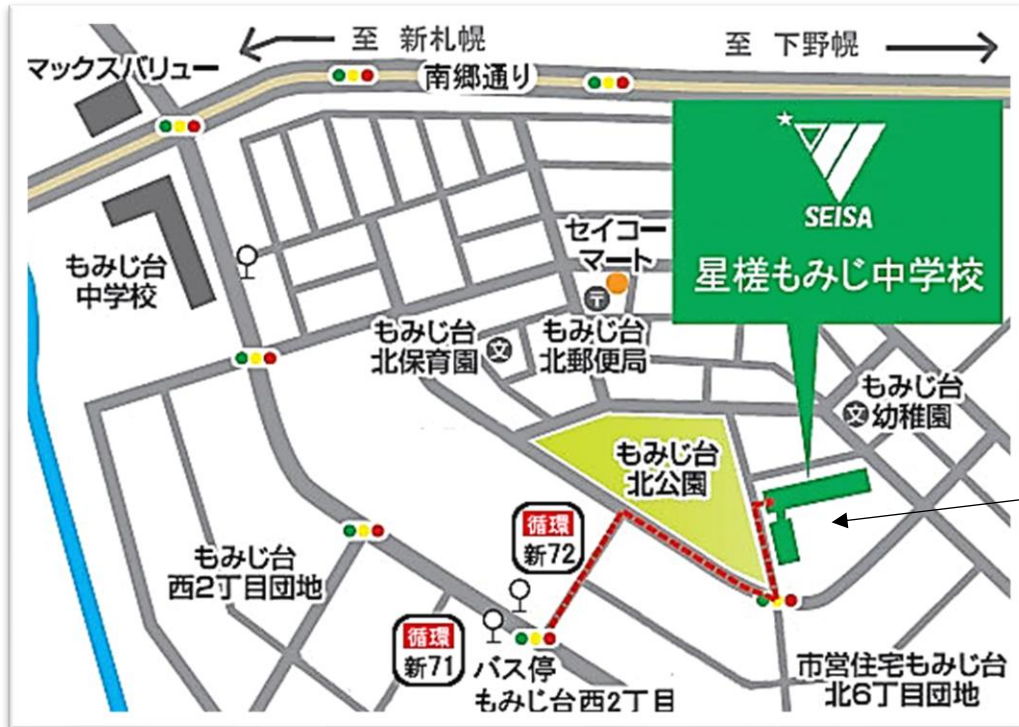 至 新札幌
至 下野幌
マックスバリュー
南郷通り
SEISA
星槎もみじ中学校
もみじ台
中学校
セイコー
マート
〒
もみじ台
北保育園
文
もみじ台
北郵便局
もみじ台
幼稚園
文
もみじ台
北公園
循環
新72
もみじ台
西2丁目団地
循環
新71
バス停
もみじ台西2丁目
市営住宅もみじ台
北6丁目団地